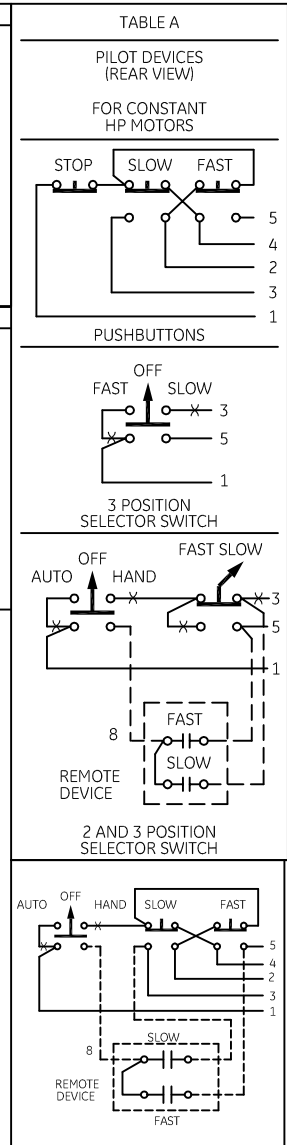 TABLE A
PILOT DEVICES
(REAR VIEW)
FOR CONSTANT
HP MOTORS
STOP SLOW FAST
5
4
2
3
1
PUSHBUTTONS
OFF
FAST SLOW
3
5
1
3 POSITION
SELECTOR SWITCH
FAST SLOW
OFF
AUTO HAND
3
5
1
8
FAST
SLOW
REMOTE
DEVICE
2 AND 3 POSITION
SELECTOR SWITCH
AUTO OFF HAND SLOW FAST
5
4
2
3
1
8
SLOW
REMOTE
DEVICE
FAST